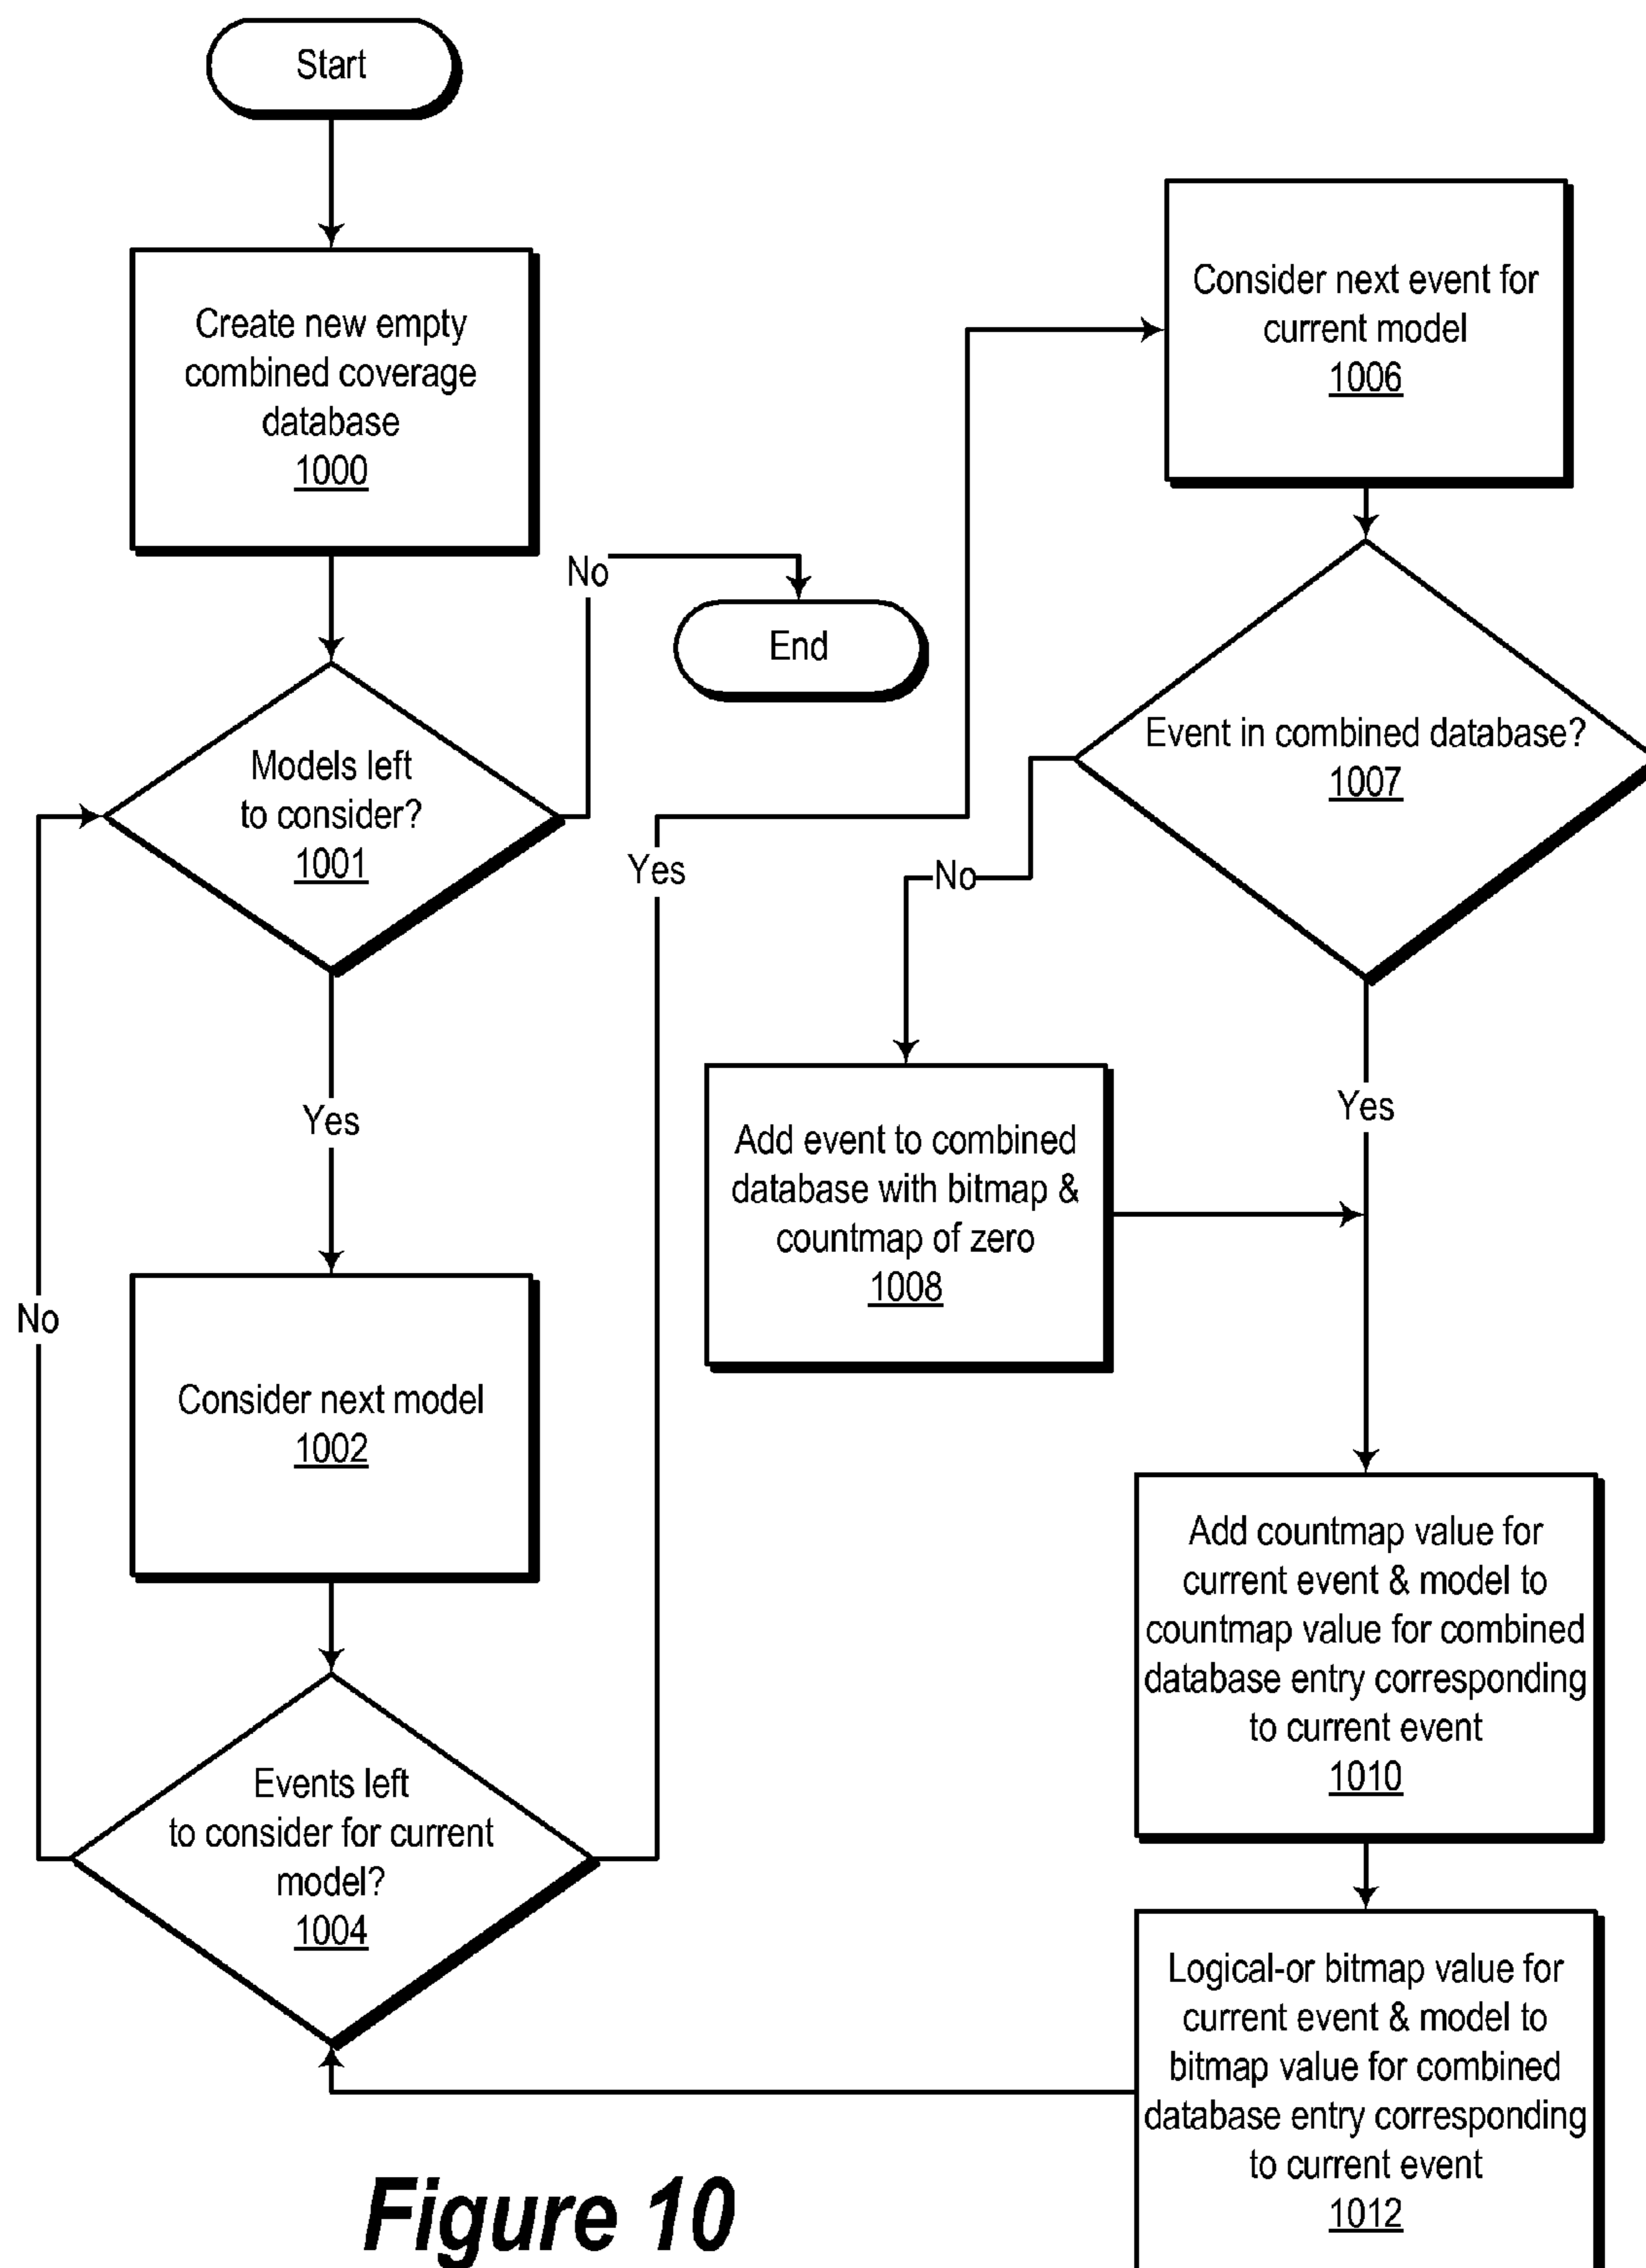 Start
Create new empty
combined coverage
database
1000
No
End
Models left
to consider?
1001
Yes
No
Consider next model
1002
Events left
to consider for current
model?
1004
Yes
Consider next event for
current model
1006
Event in combined database?
1007
No
Yes
Add event to combined
database with bitmap &
countmap of zero
1008
Add countmap value for
current event & model to
countmap value for combined
database entry corresponding
to current event
1010
Logical-or bitmap value for
current event & model to
bitmap value for combined
database entry corresponding
to current event
1012
Figure 10